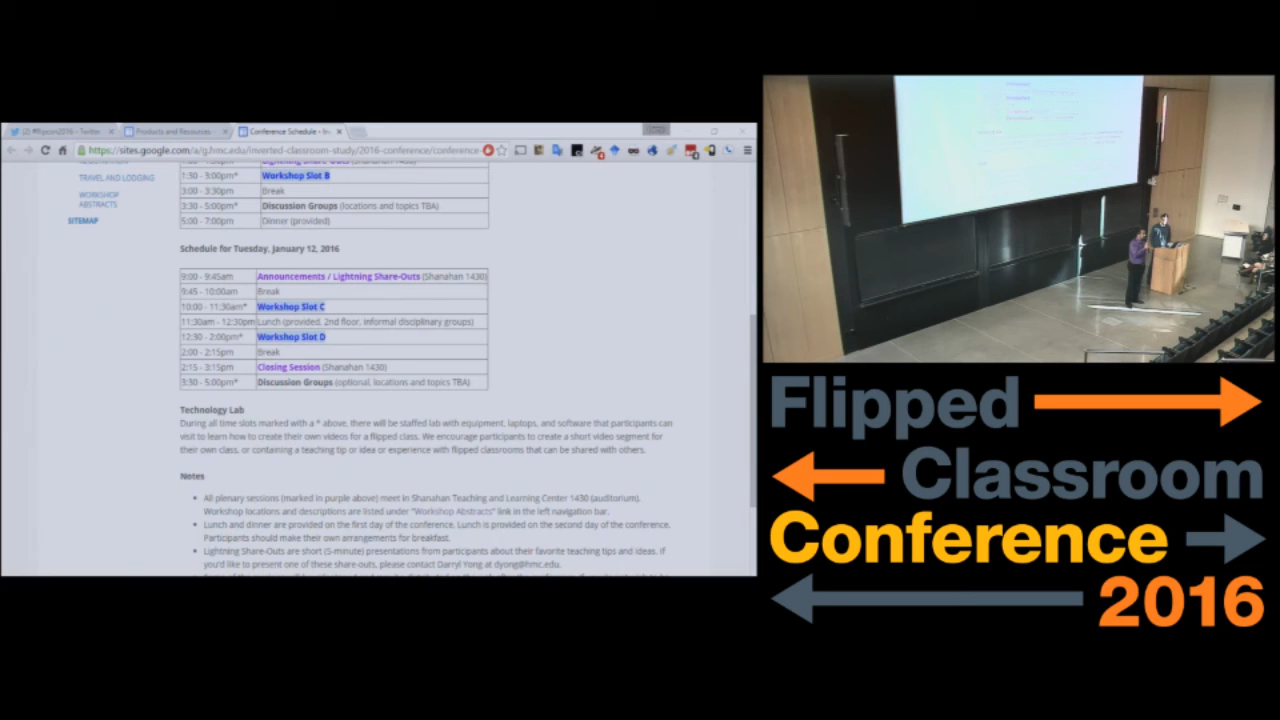 (2) #flipcon2016 - Twitter
Products and Resources
Conference Schedule
https://sites.google.com/a/g.hmc.edu/inverted-classroom-study/2016-conference/conference-
TRAVEL AND LODGING
WORKSHOP
ABSTRACTS
SITEMAP
Lightning Share-Outs (Shanahan 1430)
1:30 - 3:00pm* Workshop Slot B
3:00 - 3:30pm Break
3:30 - 5:00pm* Discussion Groups (locations and topics TBA)
5:00 - 7:00pm Dinner (provided)
Schedule for Tuesday, January 12, 2016
9:00 - 9:45am Announcements / Lightning Share-Outs (Shanahan 1430)
9:45 - 10:00am Break
10:00 - 11:30am* Workshop Slot C
11:30am - 12:30pm Lunch (provided, 2nd floor, informal disciplinary groups)
12:30 - 2:00pm* Workshop Slot D
2:00 - 2:15pm Break
2:15 - 3:15pm Closing Session (Shanahan 1430)
3:30 - 5:00pm* Discussion Groups (optional, locations and topics TBA)
Technology Lab
During all time slots marked with a * above, there will be staffed lab with equipment, laptops, and software that participants can
visit to learn how to create their own videos for a flipped class. We encourage participants to create a short video segment for
their own class, or containing a teaching tip or idea or experience with flipped classrooms that can be shared with others.
Notes
All plenary sessions (marked in purple above) meet in Shanahan Teaching and Learning Center 1430 (auditorium).
Workshop locations and descriptions are listed under "Workshop Abstracts" link in the left navigation bar.
Lunch and dinner are provided on the first day of the conference. Lunch is provided on the second day of the conference.
Participants should make their own arrangements for breakfast.
Lightning Share-Outs are short (5-minute) presentations from participants about their favorite teaching tips and ideas. If
you'd like to present one of these share-outs, please contact Darryl Yong at dyong@hmc.edu.
Flipped
Classroom
Conference
2016